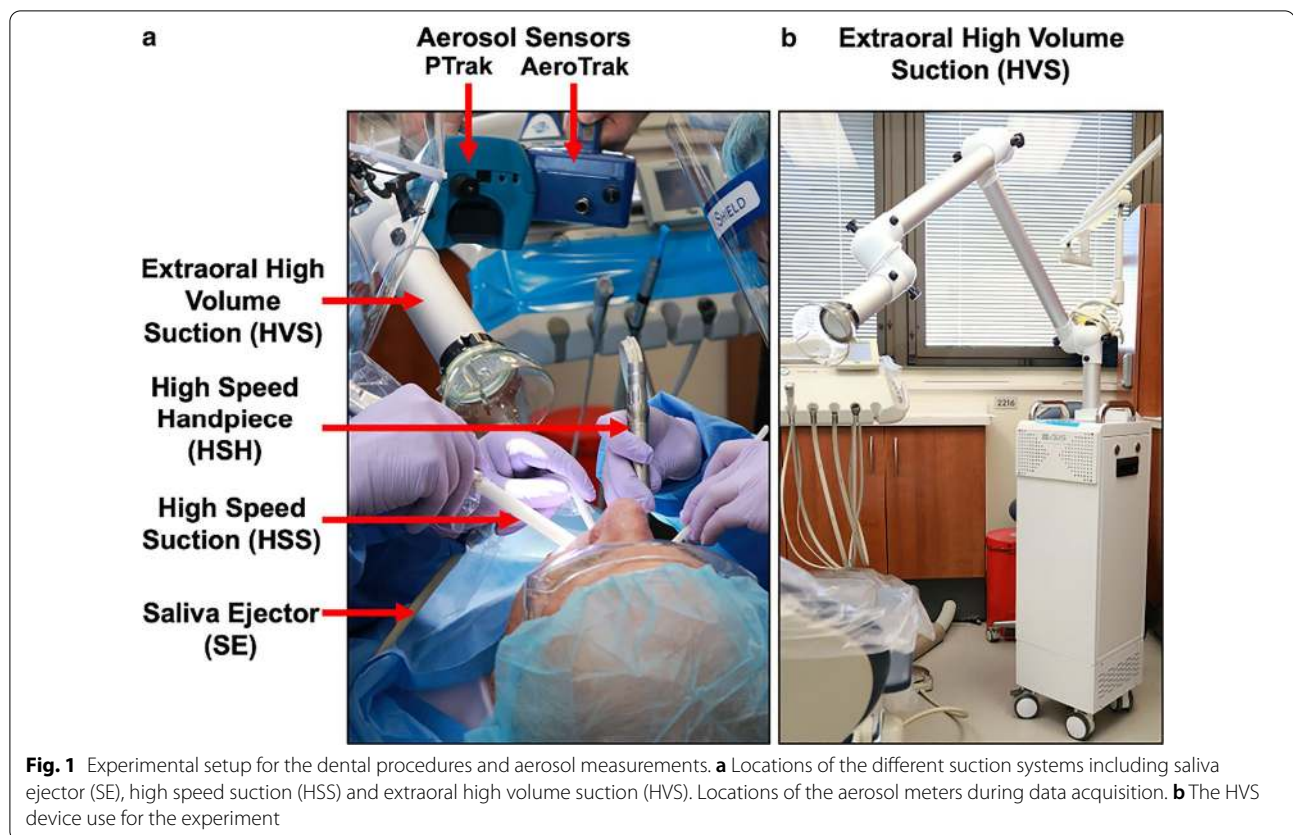 a
Aerosol Sensors
PTrak AeroTrak
b
Extraoral High Volume
Suction (HVS)
Extraoral High
Volume
Suction (HVS)
High Speed
Handpiece
(HSH)
High Speed
Suction (HSS)
Saliva Ejector
(SE)
SHIELD
2216
Fig. 1 Experimental setup for the dental procedures and aerosol measurements. a Locations of the different suction systems including saliva
ejector (SE), high speed suction (HSS) and extraoral high volume suction (HVS). Locations of the aerosol meters during data acquisition. b The HVS
device use for the experiment